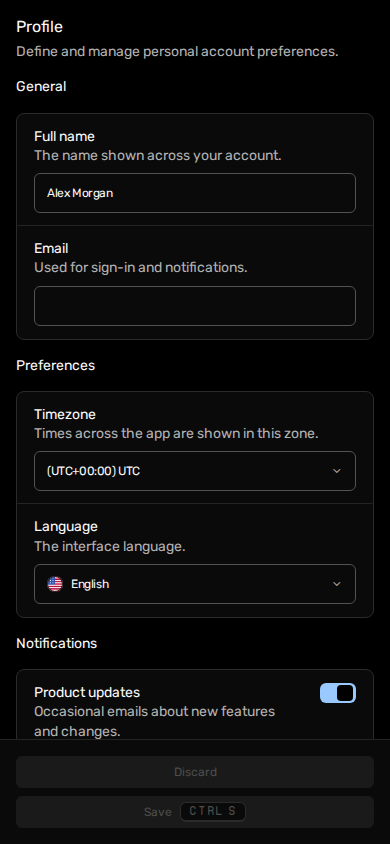 Profile
Define and manage personal account preferences.
General
Full name
The name shown across your account.
Alex Morgan
Email
Used for sign-in and notifications.
Preferences
Timezone
Times across the app are shown in this zone.
(UTC+00:00) UTC
Language
The interface language.
English
Notifications
Product updates
Occasional emails about new features
and changes.
Discard
Save CTRL S